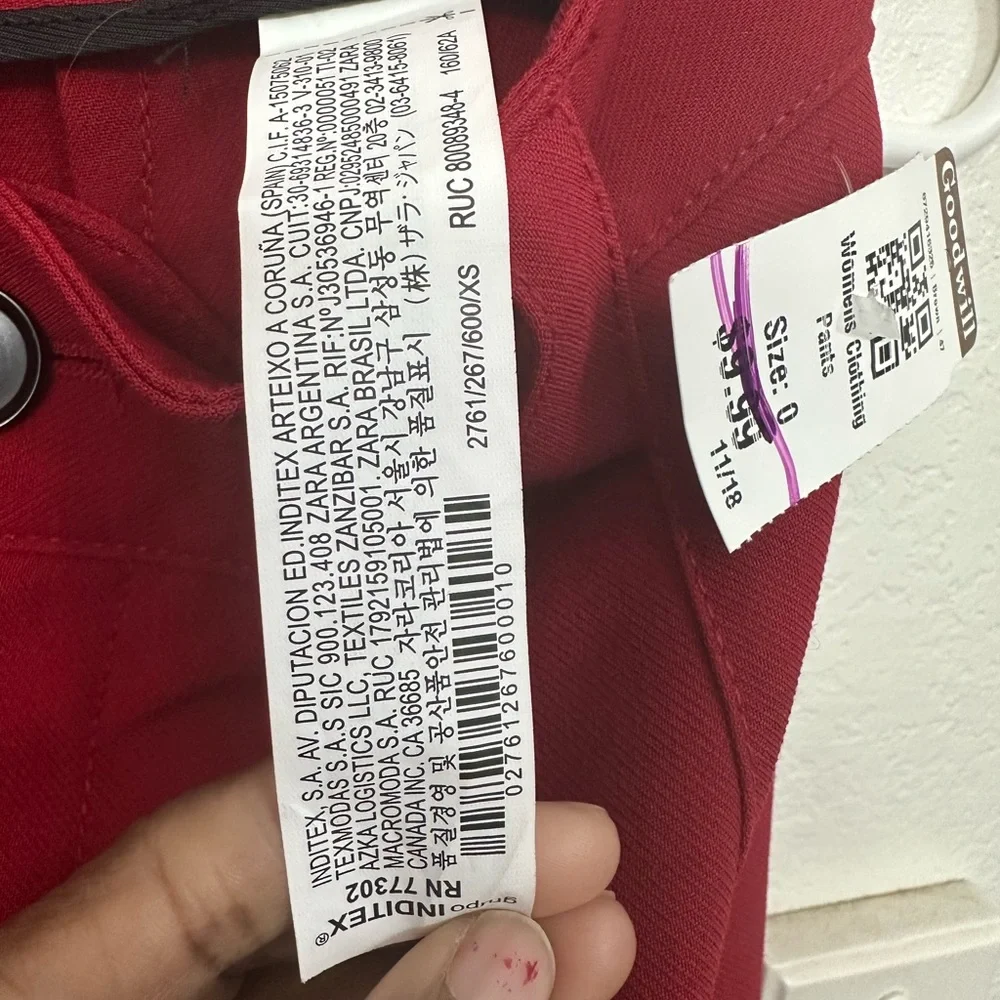 INDITEX, S.A. AV. DIPUTACION ED. INDITEX ARTEIXO A CORUÑA (SPAIN C.I.F. A-15075062
TEXMODAS S.A.S SIC 900.123.408 ZARA ARGENTINA S.A. CUIT:30-69314836-3 V-310-01
AZKA LOGISTICS LLC, TEXTILES ZANZIBAR S.A. RIF:NºJ30536946-1 REG.Nº:0000051 TI-02
MACROMODA S.A. RUC 1792159105001 ZARA BRASIL LTDA. CNPJ:02952485000491 ZARA
CANADA INC. CA 36685 자라코리아 서울시 강남구 삼성동 무역센터 20층 02-3413-9800
품질경영 및 공산품안전 관리법에 의한 품질표시 (株) ザラ・ジャパン (03-6415-8061)
2761/267/600/XS RUC 80089348-4 160/62A
02761267600010
RN 77302
grupo INDITEX®
Goodwill
Womens Clothing
Pants
Size: 0
11/18